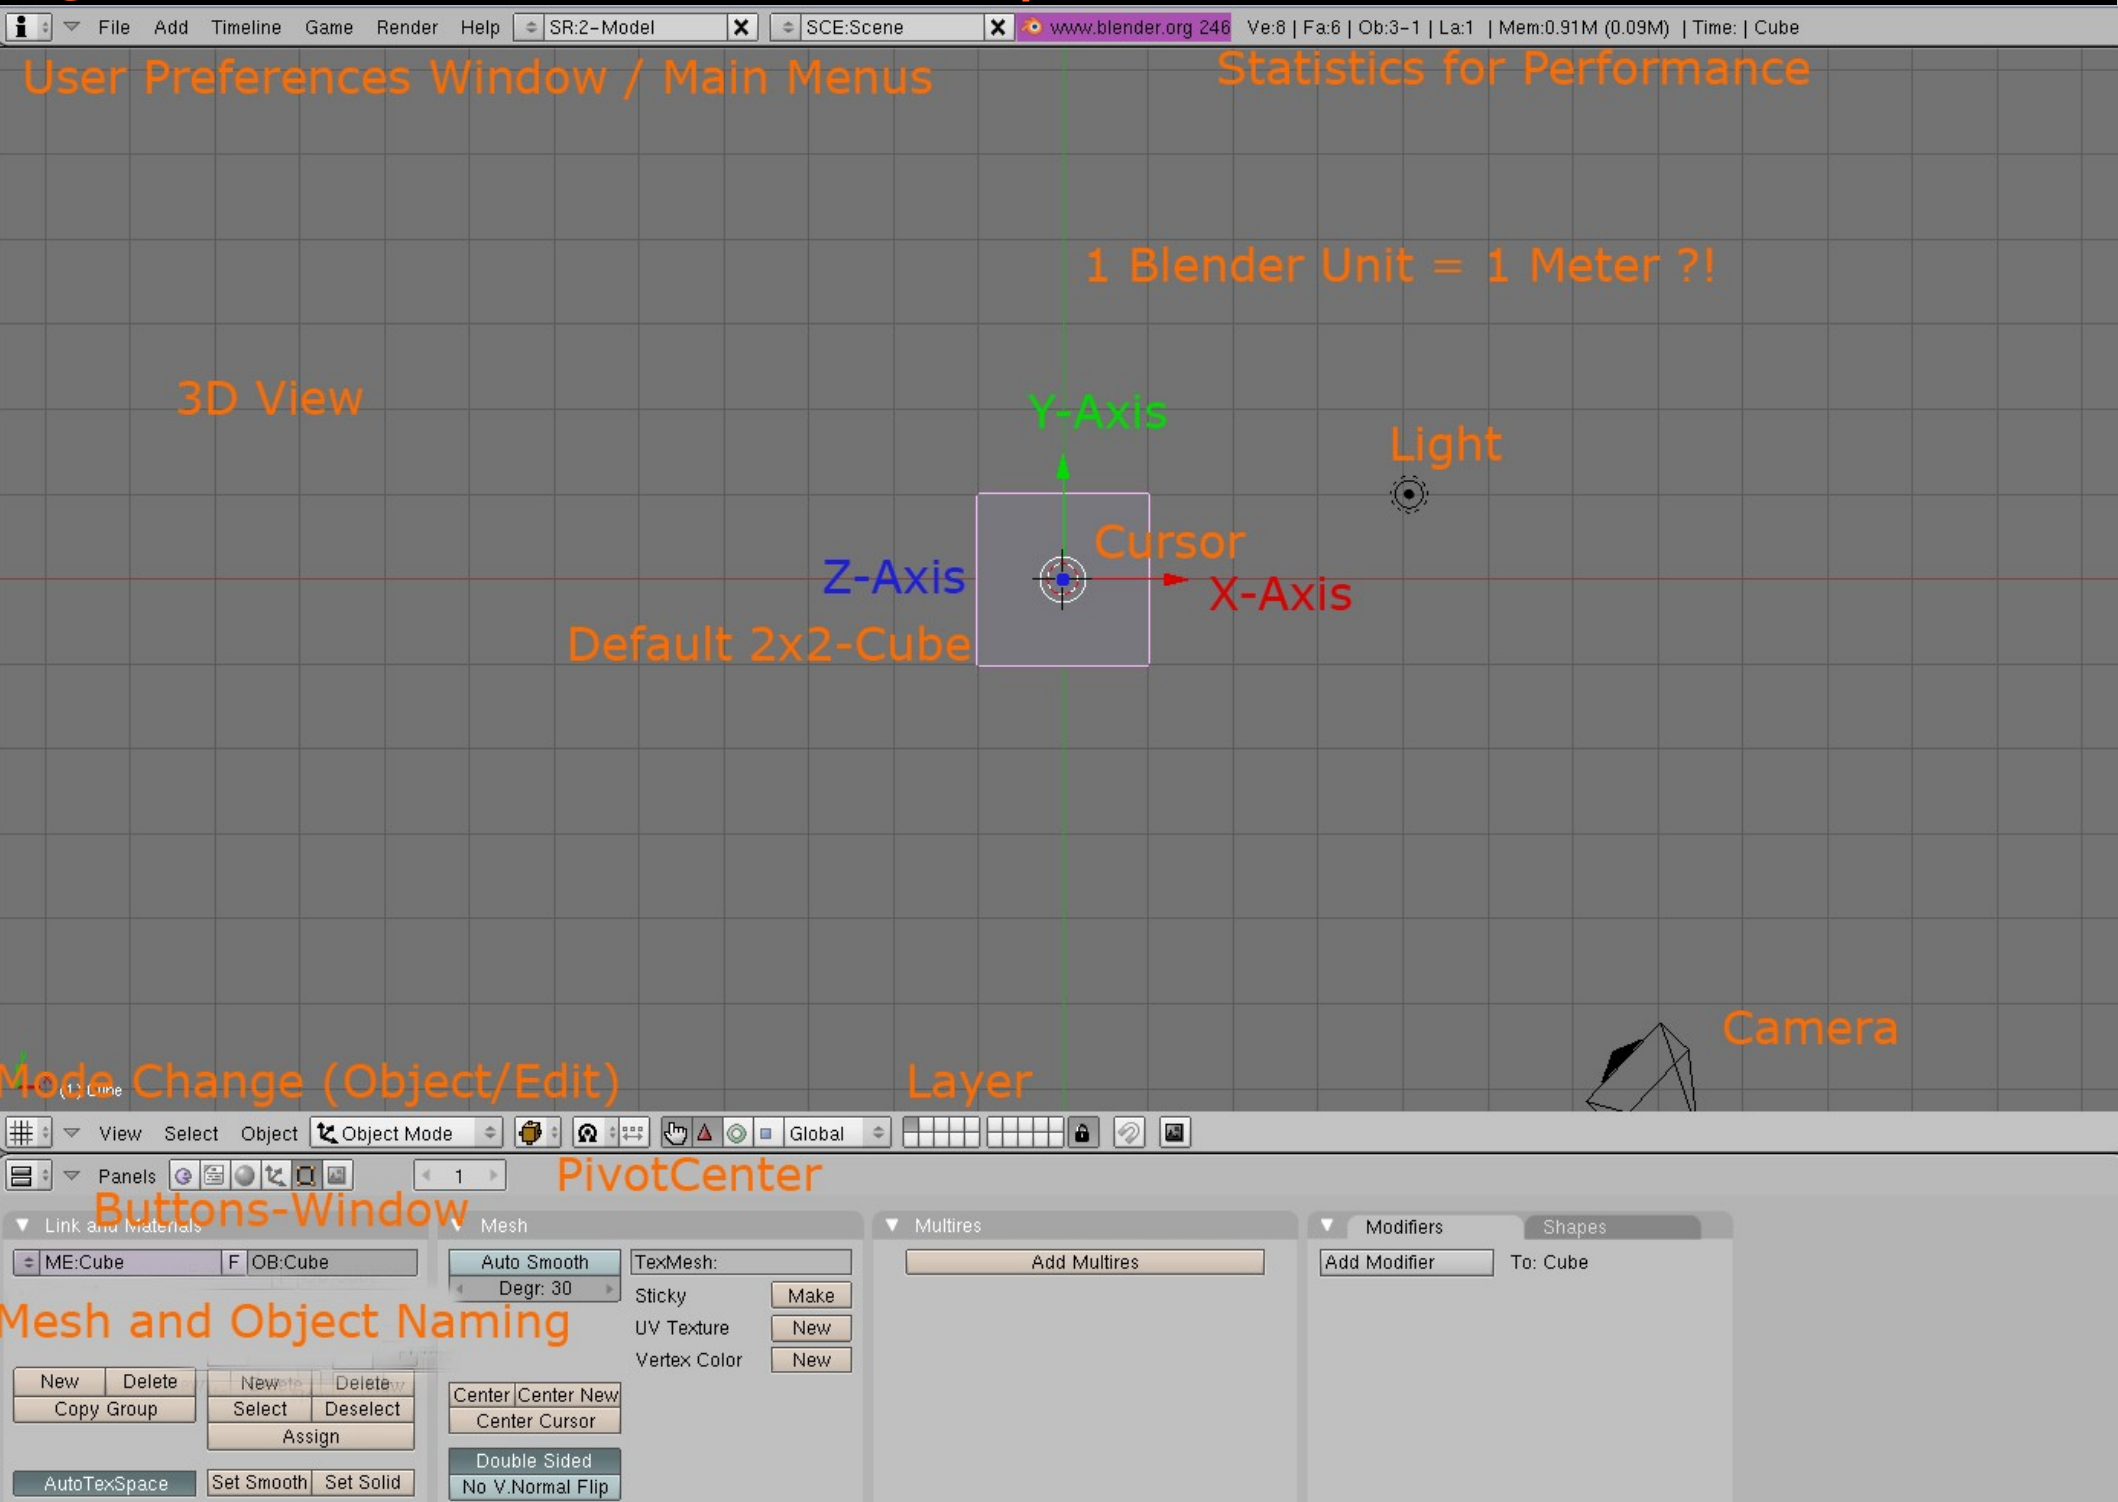 File Add Timeline Game Render Help SR:2-Model X SCE:Scene X www.blender.org 246 Ve:8 | Fa:6 | Ob:3-1 | La:1 | Mem:0.91M (0.09M) | Time: | Cube
User Preferences Window / Main Menus
Statistics for Performance
1 Blender Unit = 1 Meter ?!
3D View
Y-Axis
Light
Cursor
Z-Axis
X-Axis
Default 2x2-Cube
Camera
Mode Change (Object/Edit)
Layer
(1) Cube
View Select Object Object Mode Global
Panels 1
PivotCenter
Buttons-Window
Link and Materials
Mesh
Multires
Modifiers
Shapes
ME:Cube F OB:Cube
Auto Smooth
TexMesh:
Add Multires
Add Modifier
To: Cube
Degr: 30
Sticky Make
Mesh and Object Naming
UV Texture New
Vertex Color New
New Delete New Delete
Copy Group Select Deselect
Assign
Center Center New
Center Cursor
Double Sided
AutoTexSpace Set Smooth Set Solid
No V.Normal Flip